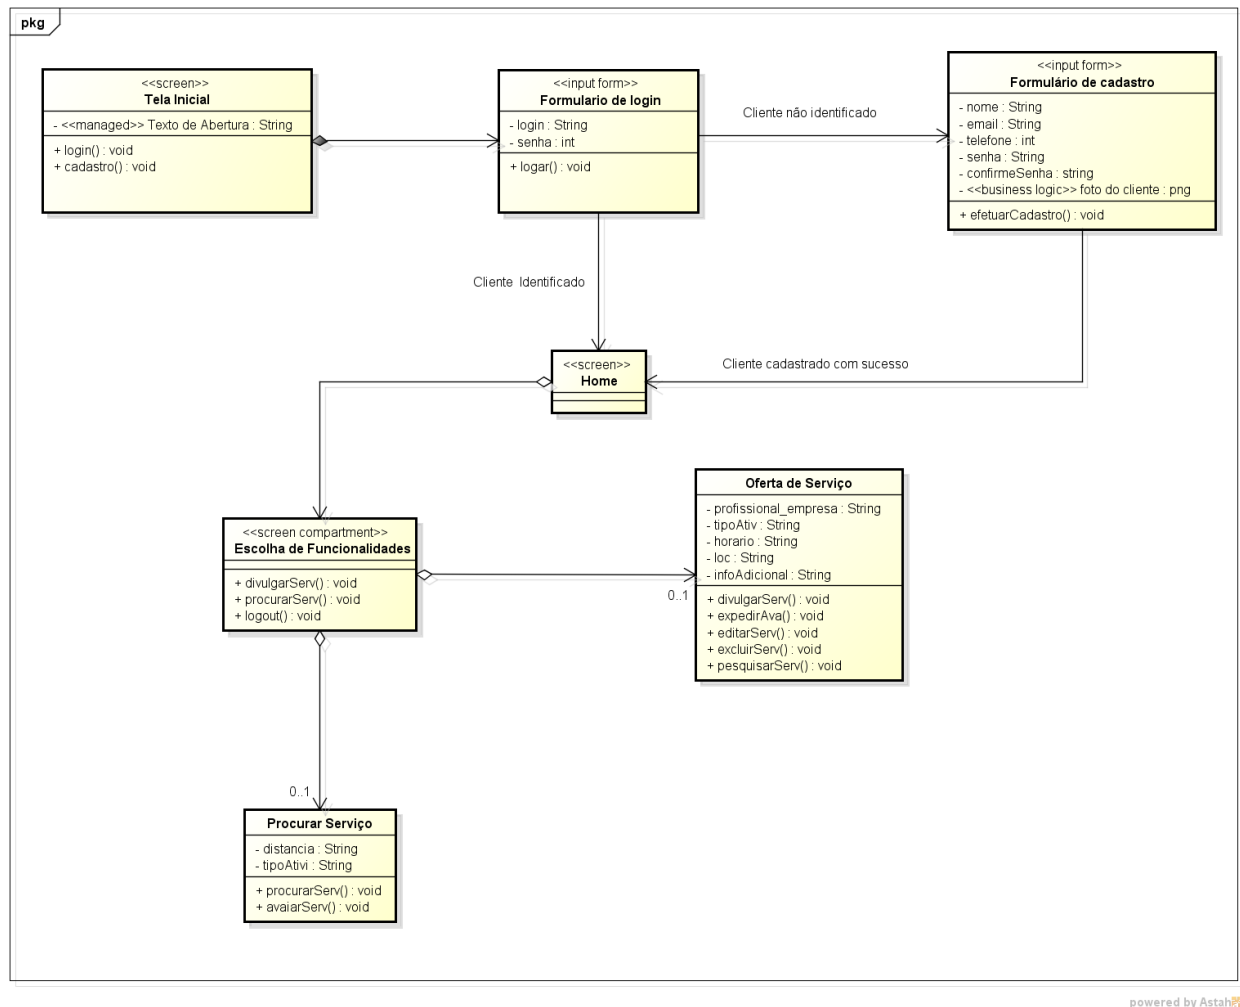 pkg
<<screen>>
Tela Inicial
- <<managed>> Texto de Abertura : String
+ login() : void
+ cadastro() : void
<<input form>>
Formulario de login
- login : String
- senha : int
+ logar() : void
Cliente não identificado
<<input form>>
Formulário de cadastro
- nome : String
- email : String
- telefone : int
- senha : String
- confirmeSenha : string
- <<business logic>> foto do cliente : png
+ efetuarCadastro() : void
Cliente Identificado
<<screen>>
Home
Cliente cadastrado com sucesso
<<screen compartment>>
Escolha de Funcionalidades
+ divulgarServ() : void
+ procurarServ() : void
+ logout() : void
0..1
Oferta de Serviço
- profissional_empresa : String
- tipoAtiv : String
- horario : String
- loc : String
- infoAdicional : String
+ divulgarServ() : void
+ expedirAva() : void
+ editarServ() : void
+ excluirServ() : void
+ pesquisarServ() : void
0..1
Procurar Serviço
- distancia : String
- tipoAtivi : String
+ procurarServ() : void
+ avaiarServ() : void
powered by Astah